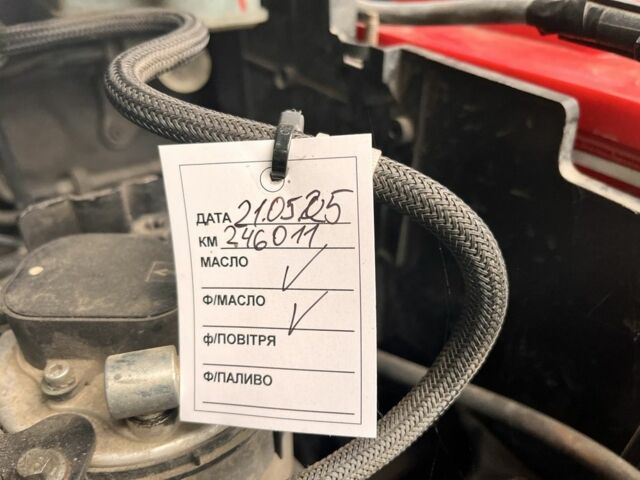 ДАТА 21.05.25
КМ 246011
МАСЛО ✓
Ф/МАСЛО ✓
Ф/ПОВІТРЯ
Ф/ПАЛИВО